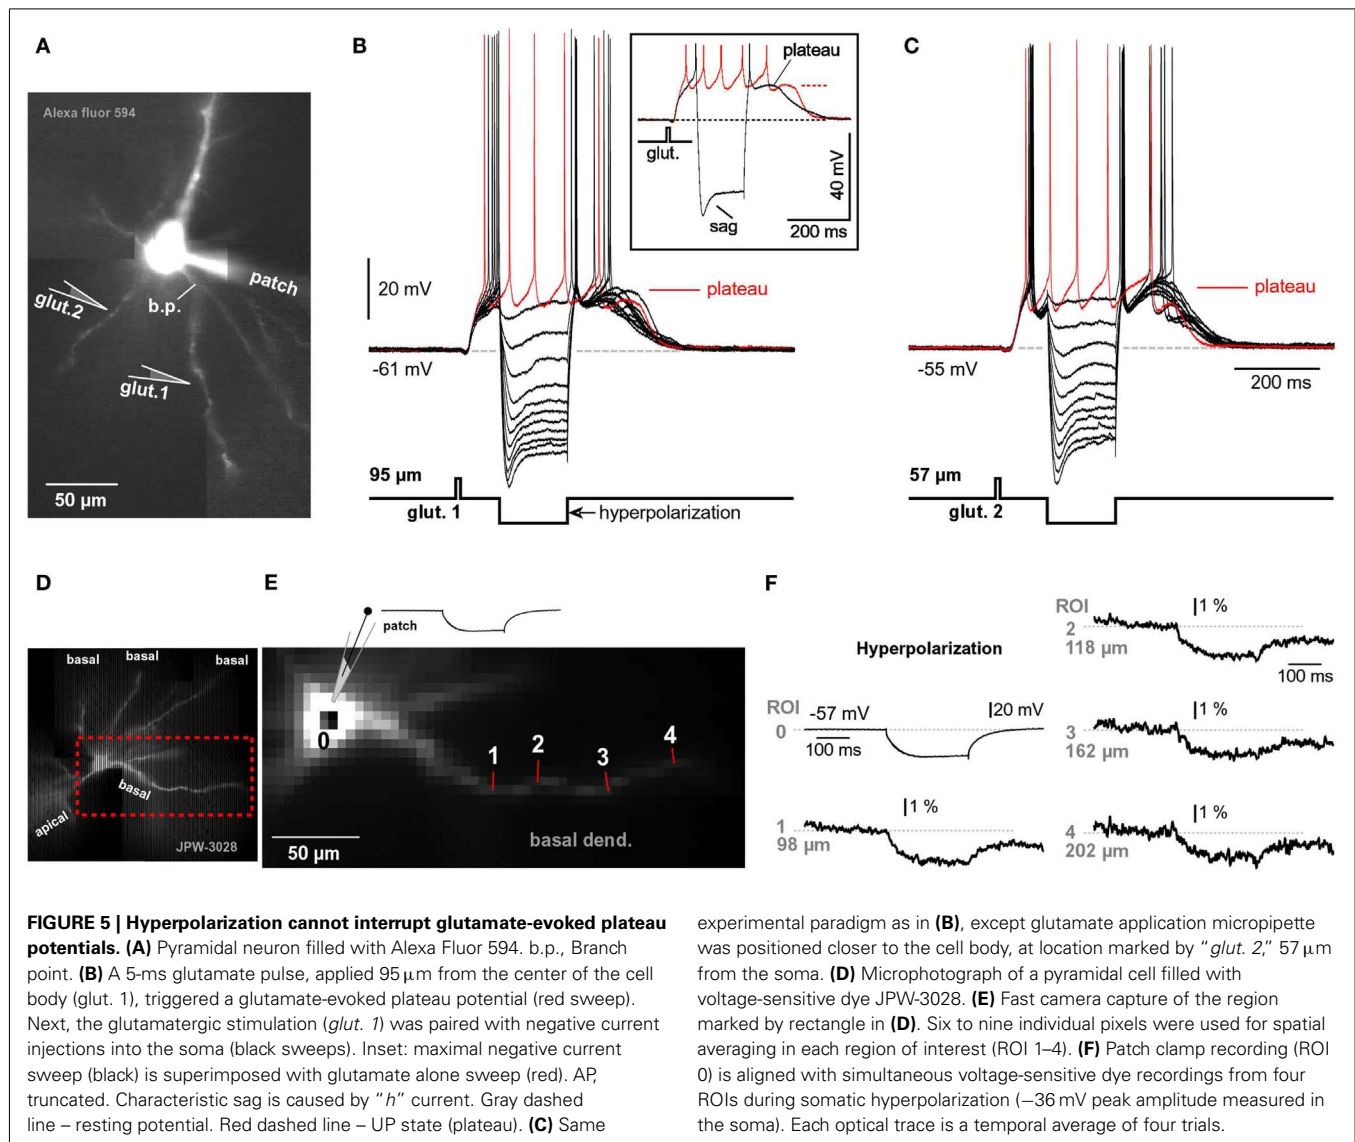 A
Alexa fluor 594
glut.2
b.p.
patch
glut.1
50 µm
B
plateau
glut.
sag
40 mV
200 ms
20 mV
plateau
-61 mV
95 µm
glut. 1
hyperpolarization
C
plateau
-55 mV
200 ms
57 µm
glut. 2
D
basal
basal
basal
basal
apical
JPW-3028
E
patch
0
1
2
3
4
50 µm
basal dend.
F
Hyperpolarization
ROI
0
-57 mV
20 mV
100 ms
1
98 µm
1 %
ROI
2
118 µm
1 %
100 ms
3
162 µm
1 %
4
202 µm
1 %
FIGURE 5 | Hyperpolarization cannot interrupt glutamate-evoked plateau
potentials. (A) Pyramidal neuron filled with Alexa Fluor 594. b.p., Branch
point. (B) A 5-ms glutamate pulse, applied 95 µm from the center of the cell
body (glut. 1), triggered a glutamate-evoked plateau potential (red sweep).
Next, the glutamatergic stimulation (glut. 1) was paired with negative current
injections into the soma (black sweeps). Inset: maximal negative current
sweep (black) is superimposed with glutamate alone sweep (red). AP,
truncated. Characteristic sag is caused by “h” current. Gray dashed
line – resting potential. Red dashed line – UP state (plateau). (C) Same
experimental paradigm as in (B), except glutamate application micropipette
was positioned closer to the cell body, at location marked by “glut. 2,” 57 µm
from the soma. (D) Microphotograph of a pyramidal cell filled with
voltage-sensitive dye JPW-3028. (E) Fast camera capture of the region
marked by rectangle in (D). Six to nine individual pixels were used for spatial
averaging in each region of interest (ROI 1–4). (F) Patch clamp recording (ROI
0) is aligned with simultaneous voltage-sensitive dye recordings from four
ROIs during somatic hyperpolarization (−36 mV peak amplitude measured in
the soma). Each optical trace is a temporal average of four trials.